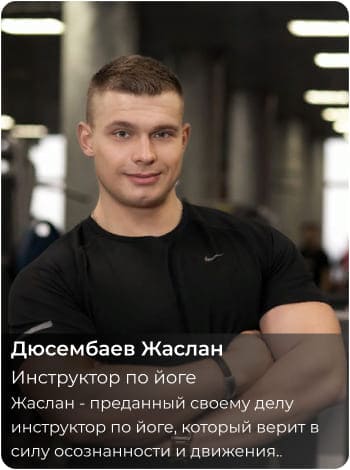 Дюсембаев Жаслан
Инструктор по йоге
Жаслан - преданный своему делу
инструктор по йоге, который верит в
силу осознанности и движения..